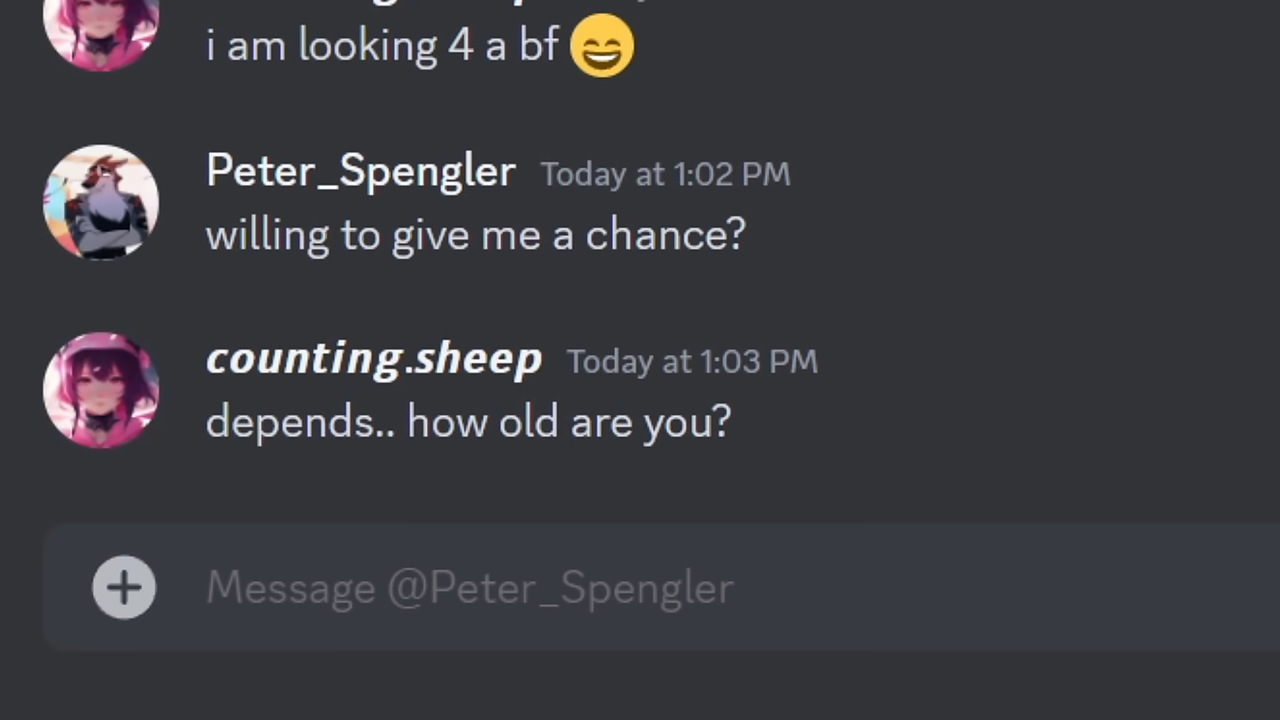 i am looking 4 a bf 😄
Peter_Spengler Today at 1:02 PM
willing to give me a chance?
counting.sheep Today at 1:03 PM
depends.. how old are you?
Message @Peter_Spengler